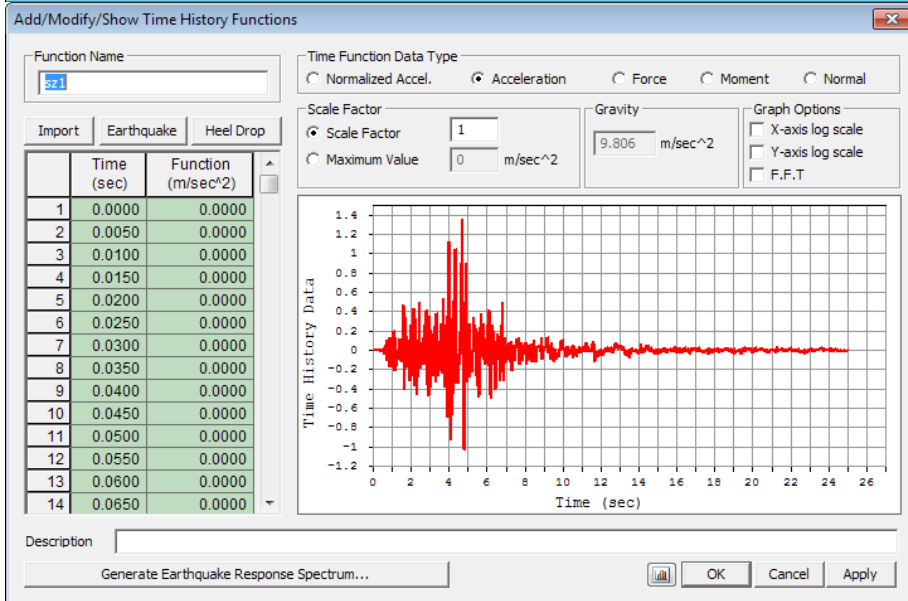 Add/Modify/Show Time History Functions
Function Name
sz1
Import Earthquake Heel Drop
Time (sec) Function (m/sec^2)
1 0.0000 0.0000
2 0.0050 0.0000
3 0.0100 0.0000
4 0.0150 0.0000
5 0.0200 0.0000
6 0.0250 0.0000
7 0.0300 0.0000
8 0.0350 0.0000
9 0.0400 0.0000
10 0.0450 0.0000
11 0.0500 0.0000
12 0.0550 0.0000
13 0.0600 0.0000
14 0.0650 0.0000
Time Function Data Type
Normalized Accel. Acceleration Force Moment Normal
Scale Factor
Scale Factor 1
Maximum Value 0 m/sec^2
Gravity
9.806 m/sec^2
Graph Options
X-axis log scale
Y-axis log scale
F.F.T
Time History Data
1.4
1.2
1
0.8
0.6
0.4
0.2
0
-0.2
-0.4
-0.6
-0.8
-1
-1.2
0 2 4 6 8 10 12 14 16 18 20 22 24 26
Time (sec)
Description
Generate Earthquake Response Spectrum...
OK Cancel Apply